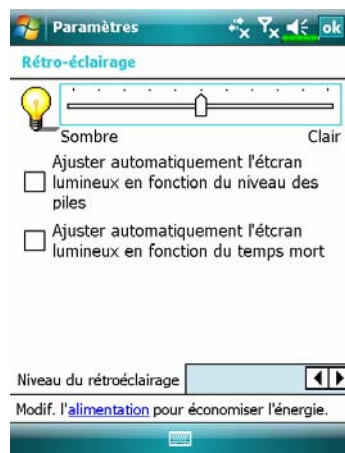 Paramètres ok
Rétro-éclairage
Sombre Clair
Ajuster automatiquement l'étcran
lumineux en fonction du niveau des
piles
Ajuster automatiquement l'étcran
lumineux en fonction du temps mort
Niveau du rétroéclairage
Modif. l'alimentation pour économiser l'énergie.